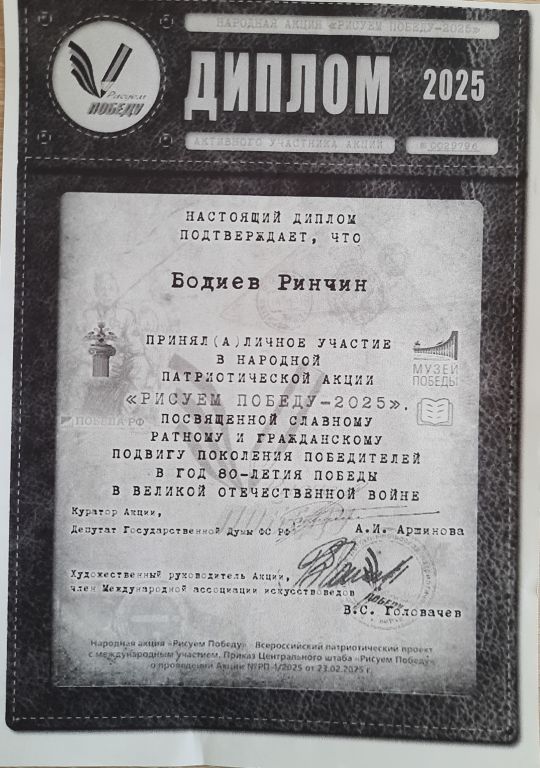 НАРОДНАЯ АКЦИЯ «РИСУЕМ ПОБЕДУ-2025»
Рисуем
ПОБЕДУ
ДИПЛОМ 2025
АКТИВНОГО УЧАСТНИКА АКЦИИ
№ 0029796
НАСТОЯЩИЙ ДИПЛОМ
ПОДТВЕРЖДАЕТ, ЧТО
Бодиев Ринчин
ПРИНЯЛ(А) ЛИЧНОЕ УЧАСТИЕ
В НАРОДНОЙ
ПАТРИОТИЧЕСКОЙ АКЦИИ
«РИСУЕМ ПОБЕДУ-2025»,
ПОСВЯЩЕННОЙ СЛАВНОМУ
РАТНОМУ И ГРАЖДАНСКОМУ
ПОДВИГУ ПОКОЛЕНИЯ ПОБЕДИТЕЛЕЙ
В ГОД 80-ЛЕТИЯ ПОБЕДЫ
В ВЕЛИКОЙ ОТЕЧЕСТВЕННОЙ ВОЙНЕ
МУЗЕЙ
ПОБЕДЫ
ПОБЕДА.РФ
Куратор Акции,
Депутат Государственной Думы ФС РФ
А.И. Аршинова
Художественный руководитель Акции,
член Международной ассоциации искусствоведов
ПОБЕДУ
В.С. Головачев
Народная акция «Рисуем Победу» Всероссийский патриотический проект
с международным участием. Приказ Центрального штаба «Рисуем Победу»
о проведении Акции №РП-1/2025 от 23.02.2025 г.